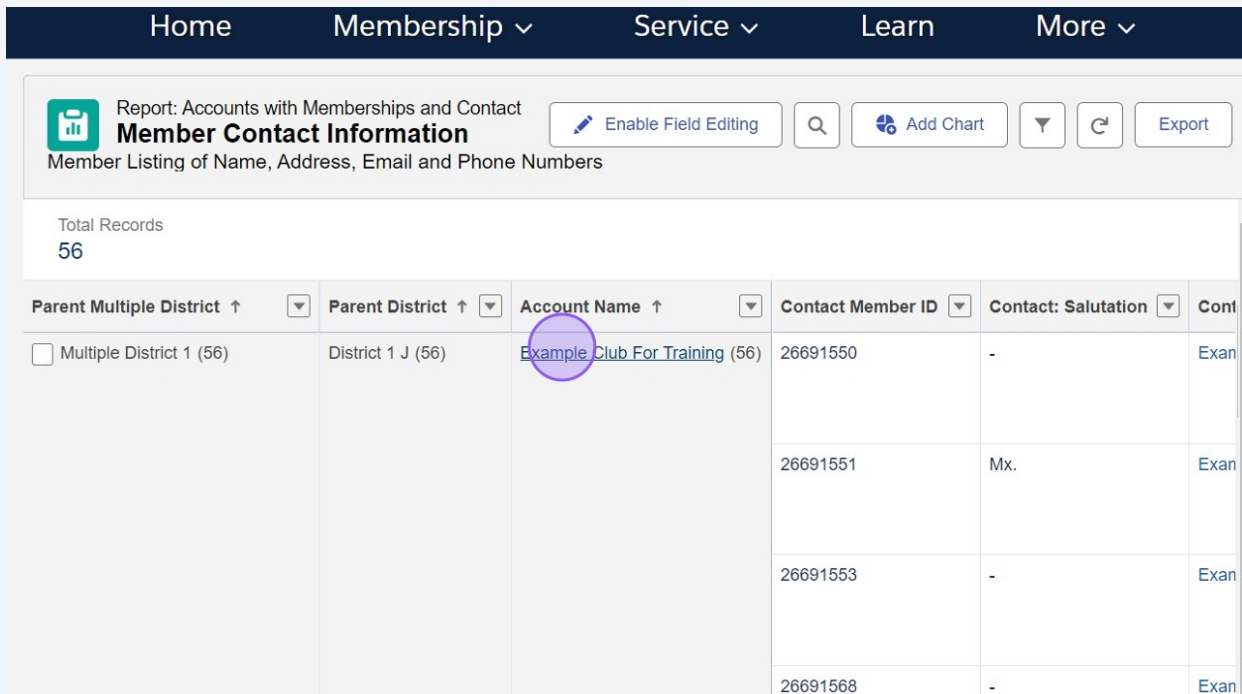 Home Membership Service Learn More
Report: Accounts with Memberships and Contact
Member Contact Information
Member Listing of Name, Address, Email and Phone Numbers
Enable Field Editing Add Chart Export
Total Records
56
Parent Multiple District ↑ Parent District ↑ Account Name ↑ Contact Member ID Contact: Salutation
Multiple District 1 (56) District 1 J (56) Example Club For Training (56) 26691550 -
26691551 Mx.
26691553 -
26691568 -